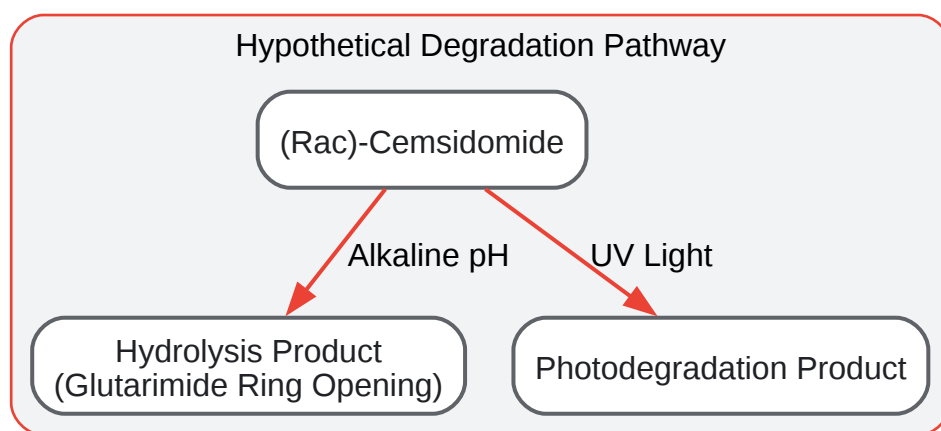 Hypothetical Degradation Pathway
(Rac)-Cemsidomide
Alkaline pH
UV Light
Hydrolysis Product
(Glutarimide Ring Opening)
Photodegradation Product